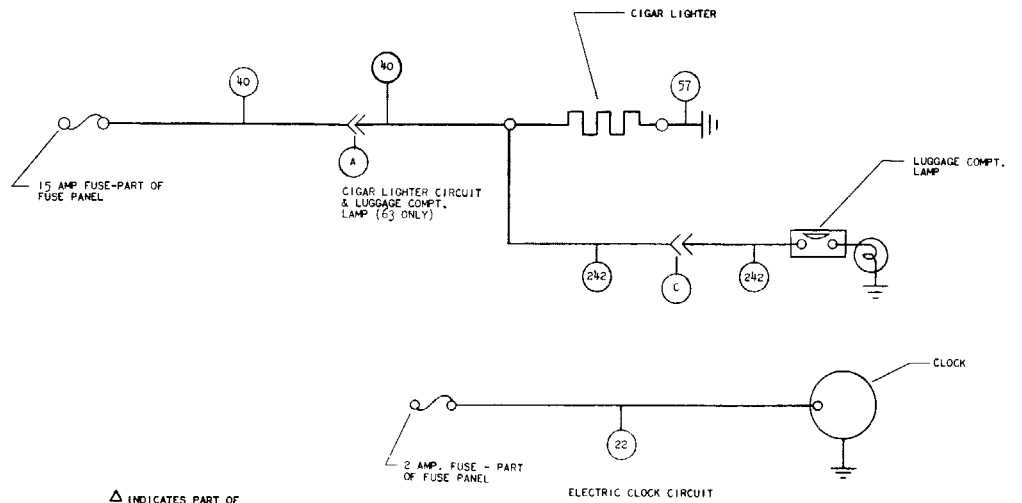 CIGAR LIGHTER
40
40
57
A
15 AMP FUSE-PART OF
FUSE PANEL
CIGAR LIGHTER CIRCUIT
& LUGGAGE COMPT.
LAMP (63 ONLY)
LUGGAGE COMPT.
LAMP
242
C
242
CLOCK
22
2 AMP. FUSE - PART
OF FUSE PANEL
ELECTRIC CLOCK CIRCUIT
△ INDICATES PART OF